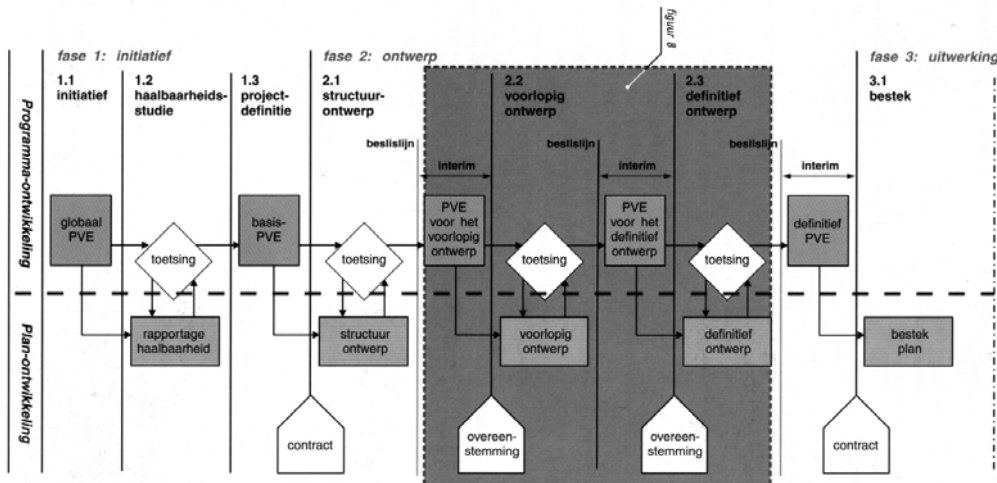 figuur 8
fase 1: initiatief
fase 2: ontwerp
fase 3: uitwerking
1.1
initiatief
1.2
haalbaarheids-
studie
1.3
project-
definitie
2.1
structuur-
ontwerp
2.2
voorlopig
ontwerp
2.3
definitief
ontwerp
3.1
bestek
beslislijn
beslislijn
beslislijn
interim
interim
interim
Programma-ontwikkeling
globaal
PVE
toetsing
basis-
PVE
toetsing
PVE
voor het
voorlopig
ontwerp
toetsing
PVE
voor het
definitief
ontwerp
toetsing
definitief
PVE
Plan-ontwikkeling
rapportage
haalbaarheid
structuur
ontwerp
voorlopig
ontwerp
definitief
ontwerp
bestek
plan
contract
overeen-
stemming
overeen-
stemming
contract